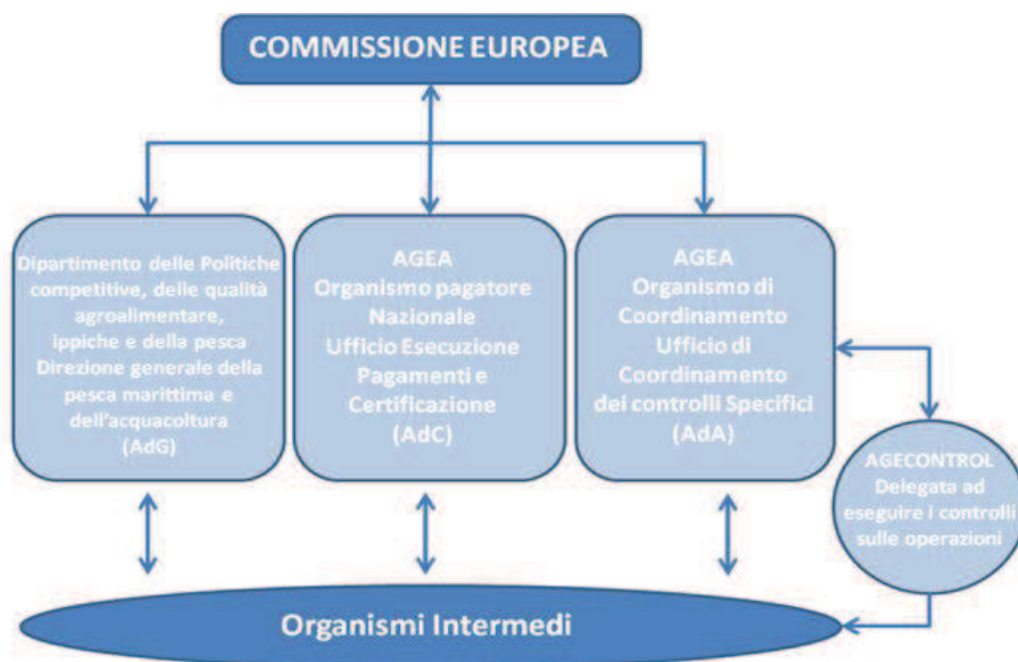 COMMISSIONE EUROPEA
Dipartimento delle Politiche
competitive, delle qualità
agroalimentare,
ippiche e della pesca
Direzione generale della
pesca marittima e
dell'acquacoltura
(AdG)
AGEA
Organismo pagatore
Nazionale
Ufficio Esecuzione
Pagamenti e
Certificazione
(AdC)
AGEA
Organismo di
Coordinamento
Ufficio di
Coordinamento
dei controlli Specifici
(AdA)
AGECONTROL
Delegata ad
eseguire i controlli
sulle operazioni
Organismi Intermedi